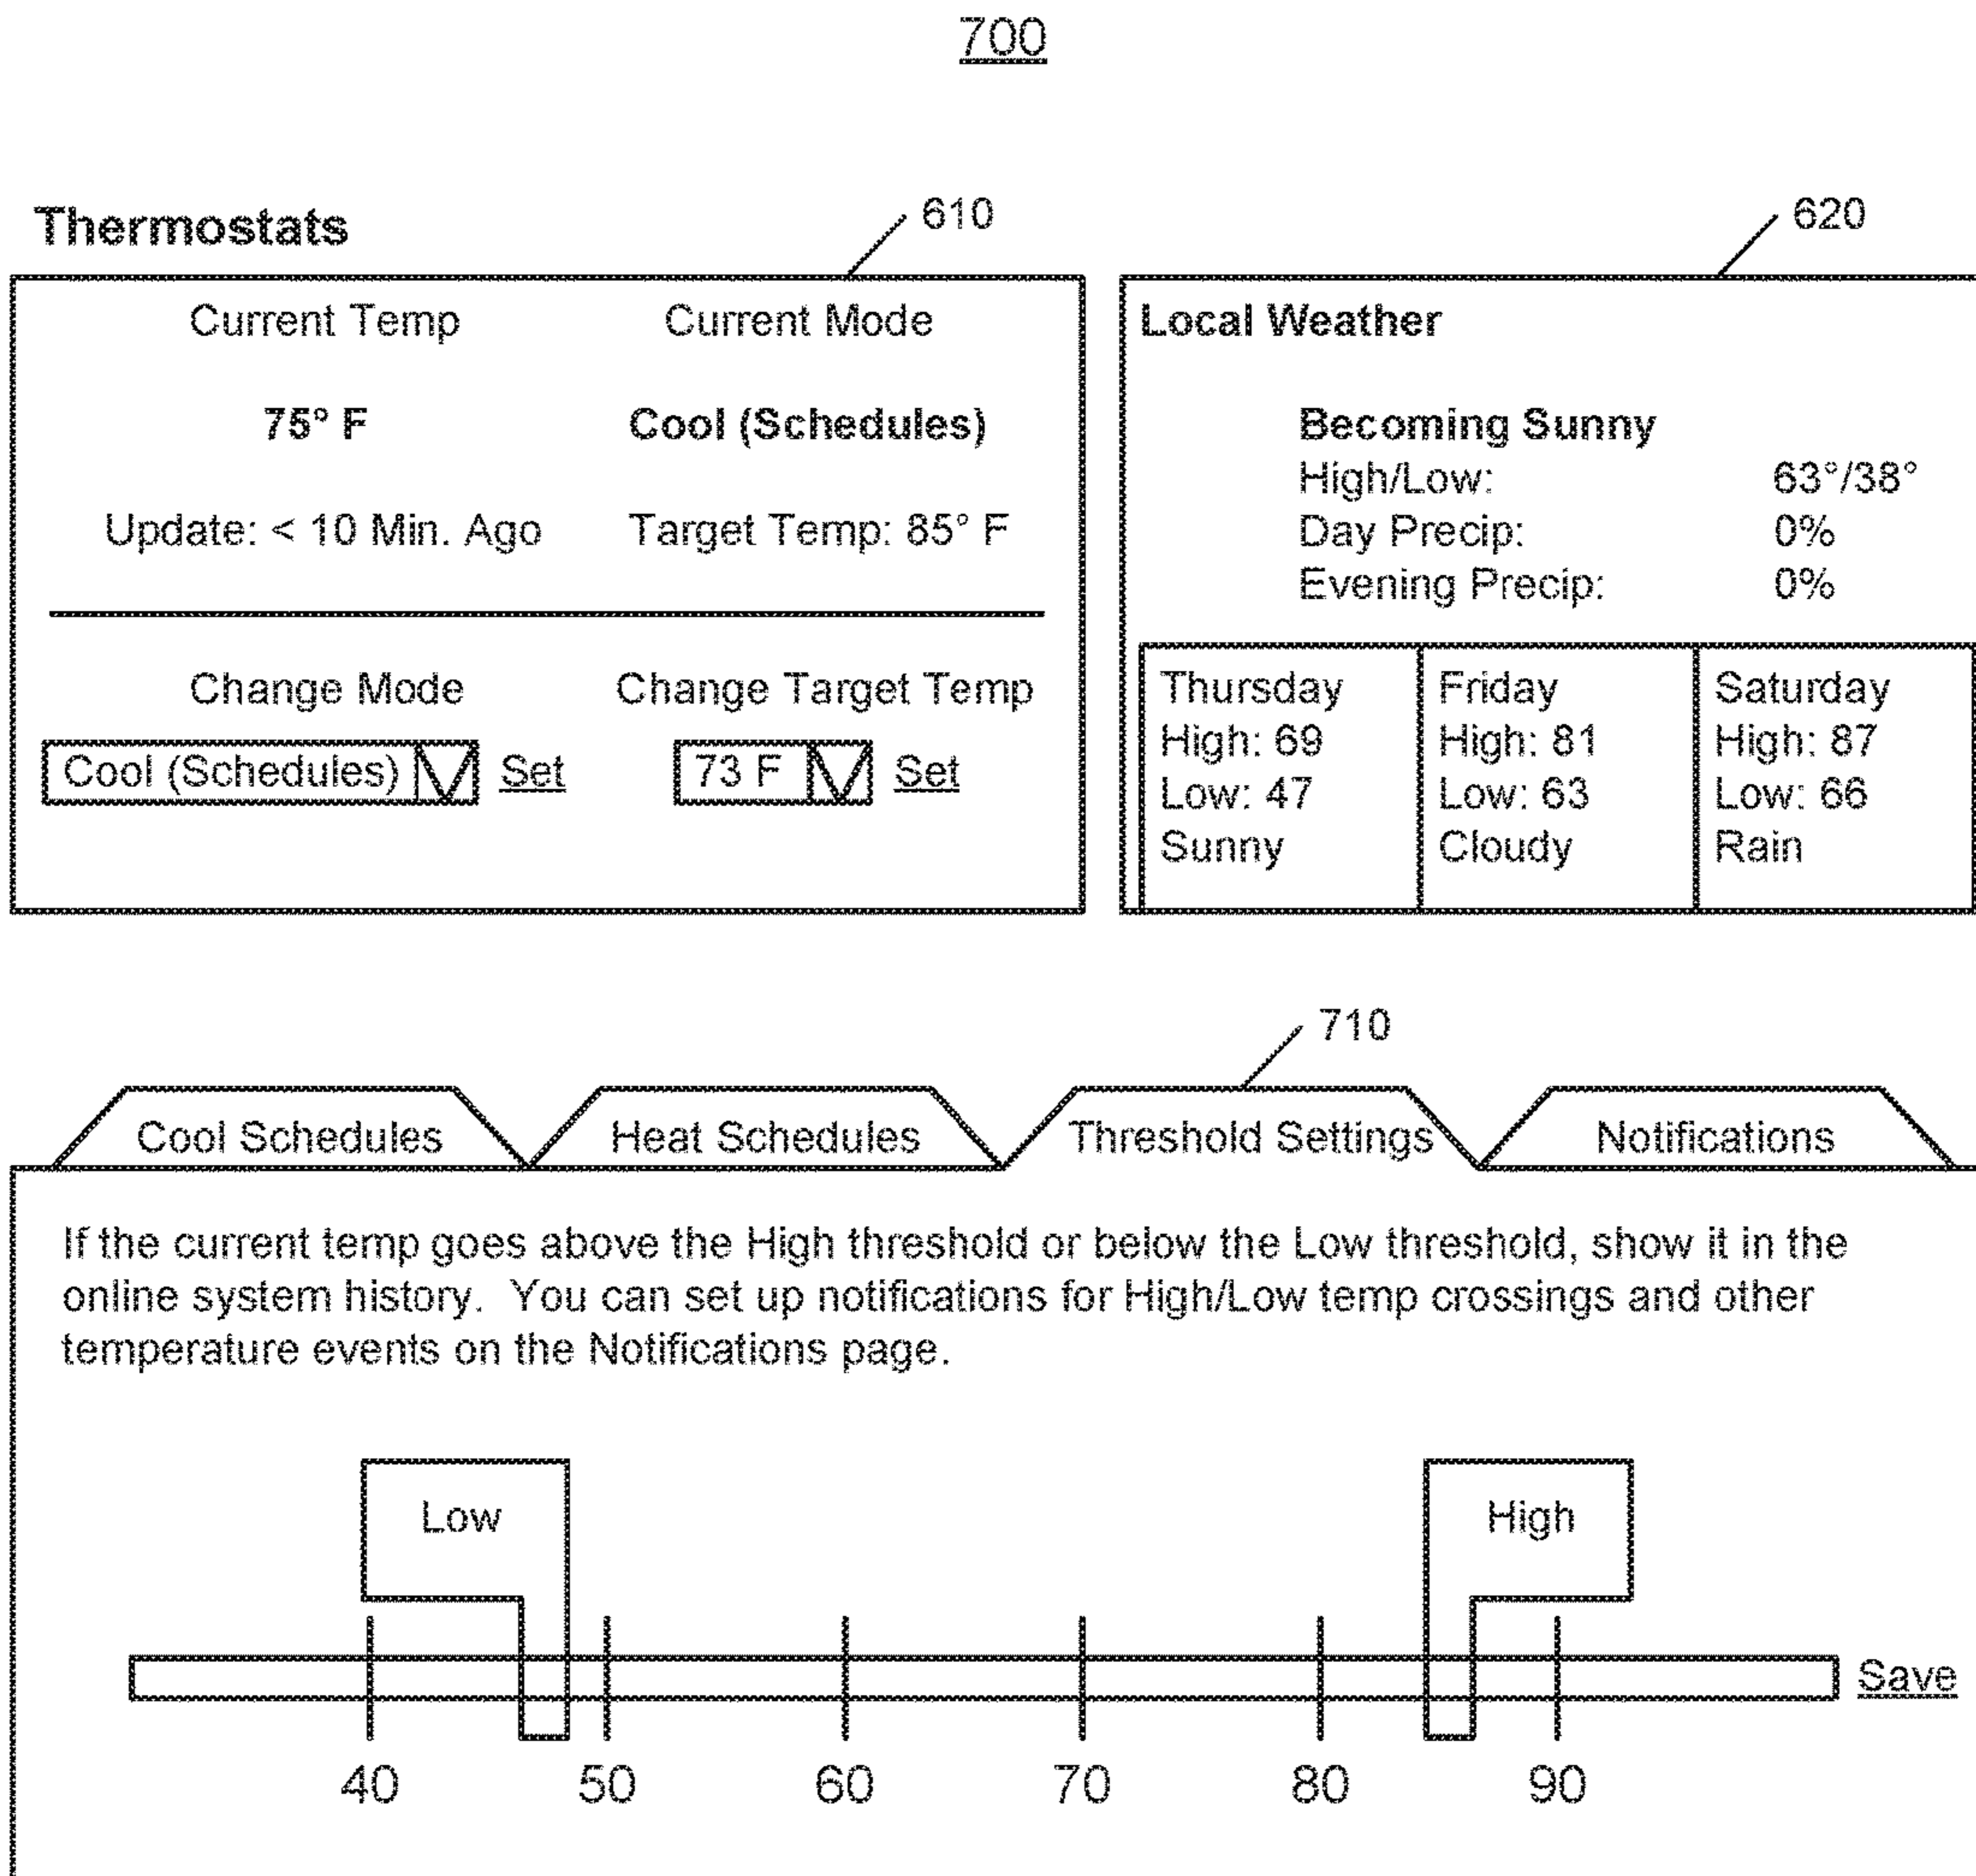 700
Thermostats
610
620
Current Temp
Current Mode
75° F
Cool (Schedules)
Update: < 10 Min. Ago
Target Temp: 85° F
Change Mode
Change Target Temp
Cool (Schedules)
Set
73 F
Set
Local Weather
Becoming Sunny
High/Low: 63°/38°
Day Precip: 0%
Evening Precip: 0%
Thursday
High: 69
Low: 47
Sunny
Friday
High: 81
Low: 63
Cloudy
Saturday
High: 87
Low: 66
Rain
710
Cool Schedules
Heat Schedules
Threshold Settings
Notifications
If the current temp goes above the High threshold or below the Low threshold, show it in the
online system history. You can set up notifications for High/Low temp crossings and other
temperature events on the Notifications page.
Low
High
Save
40 50 60 70 80 90